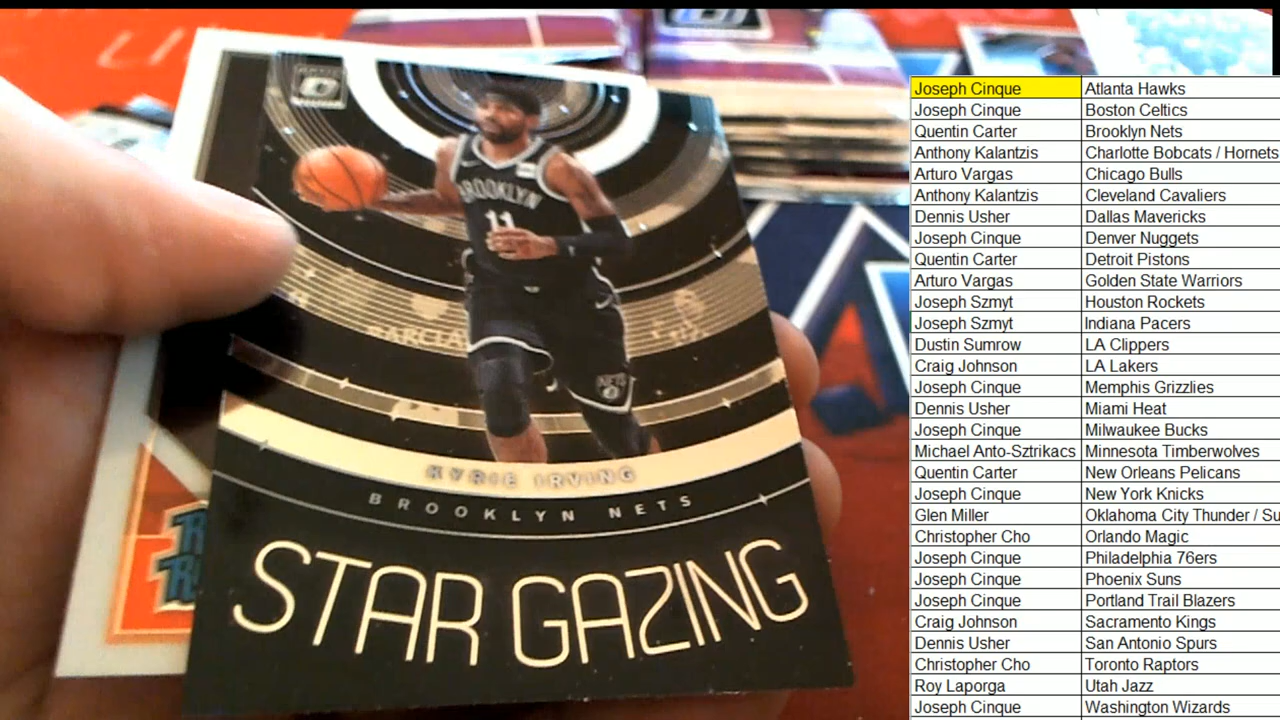 BROOKLYN
11
BARCLA
NETS
KYRIE IRVING
BROOKLYN NETS
STAR GAZING
Joseph Cinque Atlanta Hawks
Joseph Cinque Boston Celtics
Quentin Carter Brooklyn Nets
Anthony Kalantzis Charlotte Bobcats / Hornets
Arturo Vargas Chicago Bulls
Anthony Kalantzis Cleveland Cavaliers
Dennis Usher Dallas Mavericks
Joseph Cinque Denver Nuggets
Quentin Carter Detroit Pistons
Arturo Vargas Golden State Warriors
Joseph Szmyt Houston Rockets
Joseph Szmyt Indiana Pacers
Dustin Sumrow LA Clippers
Craig Johnson LA Lakers
Joseph Cinque Memphis Grizzlies
Dennis Usher Miami Heat
Joseph Cinque Milwaukee Bucks
Michael Anto-Sztrikacs Minnesota Timberwolves
Quentin Carter New Orleans Pelicans
Joseph Cinque New York Knicks
Glen Miller Oklahoma City Thunder / Su
Christopher Cho Orlando Magic
Joseph Cinque Philadelphia 76ers
Joseph Cinque Phoenix Suns
Joseph Cinque Portland Trail Blazers
Craig Johnson Sacramento Kings
Dennis Usher San Antonio Spurs
Christopher Cho Toronto Raptors
Roy Laporga Utah Jazz
Joseph Cinque Washington Wizards